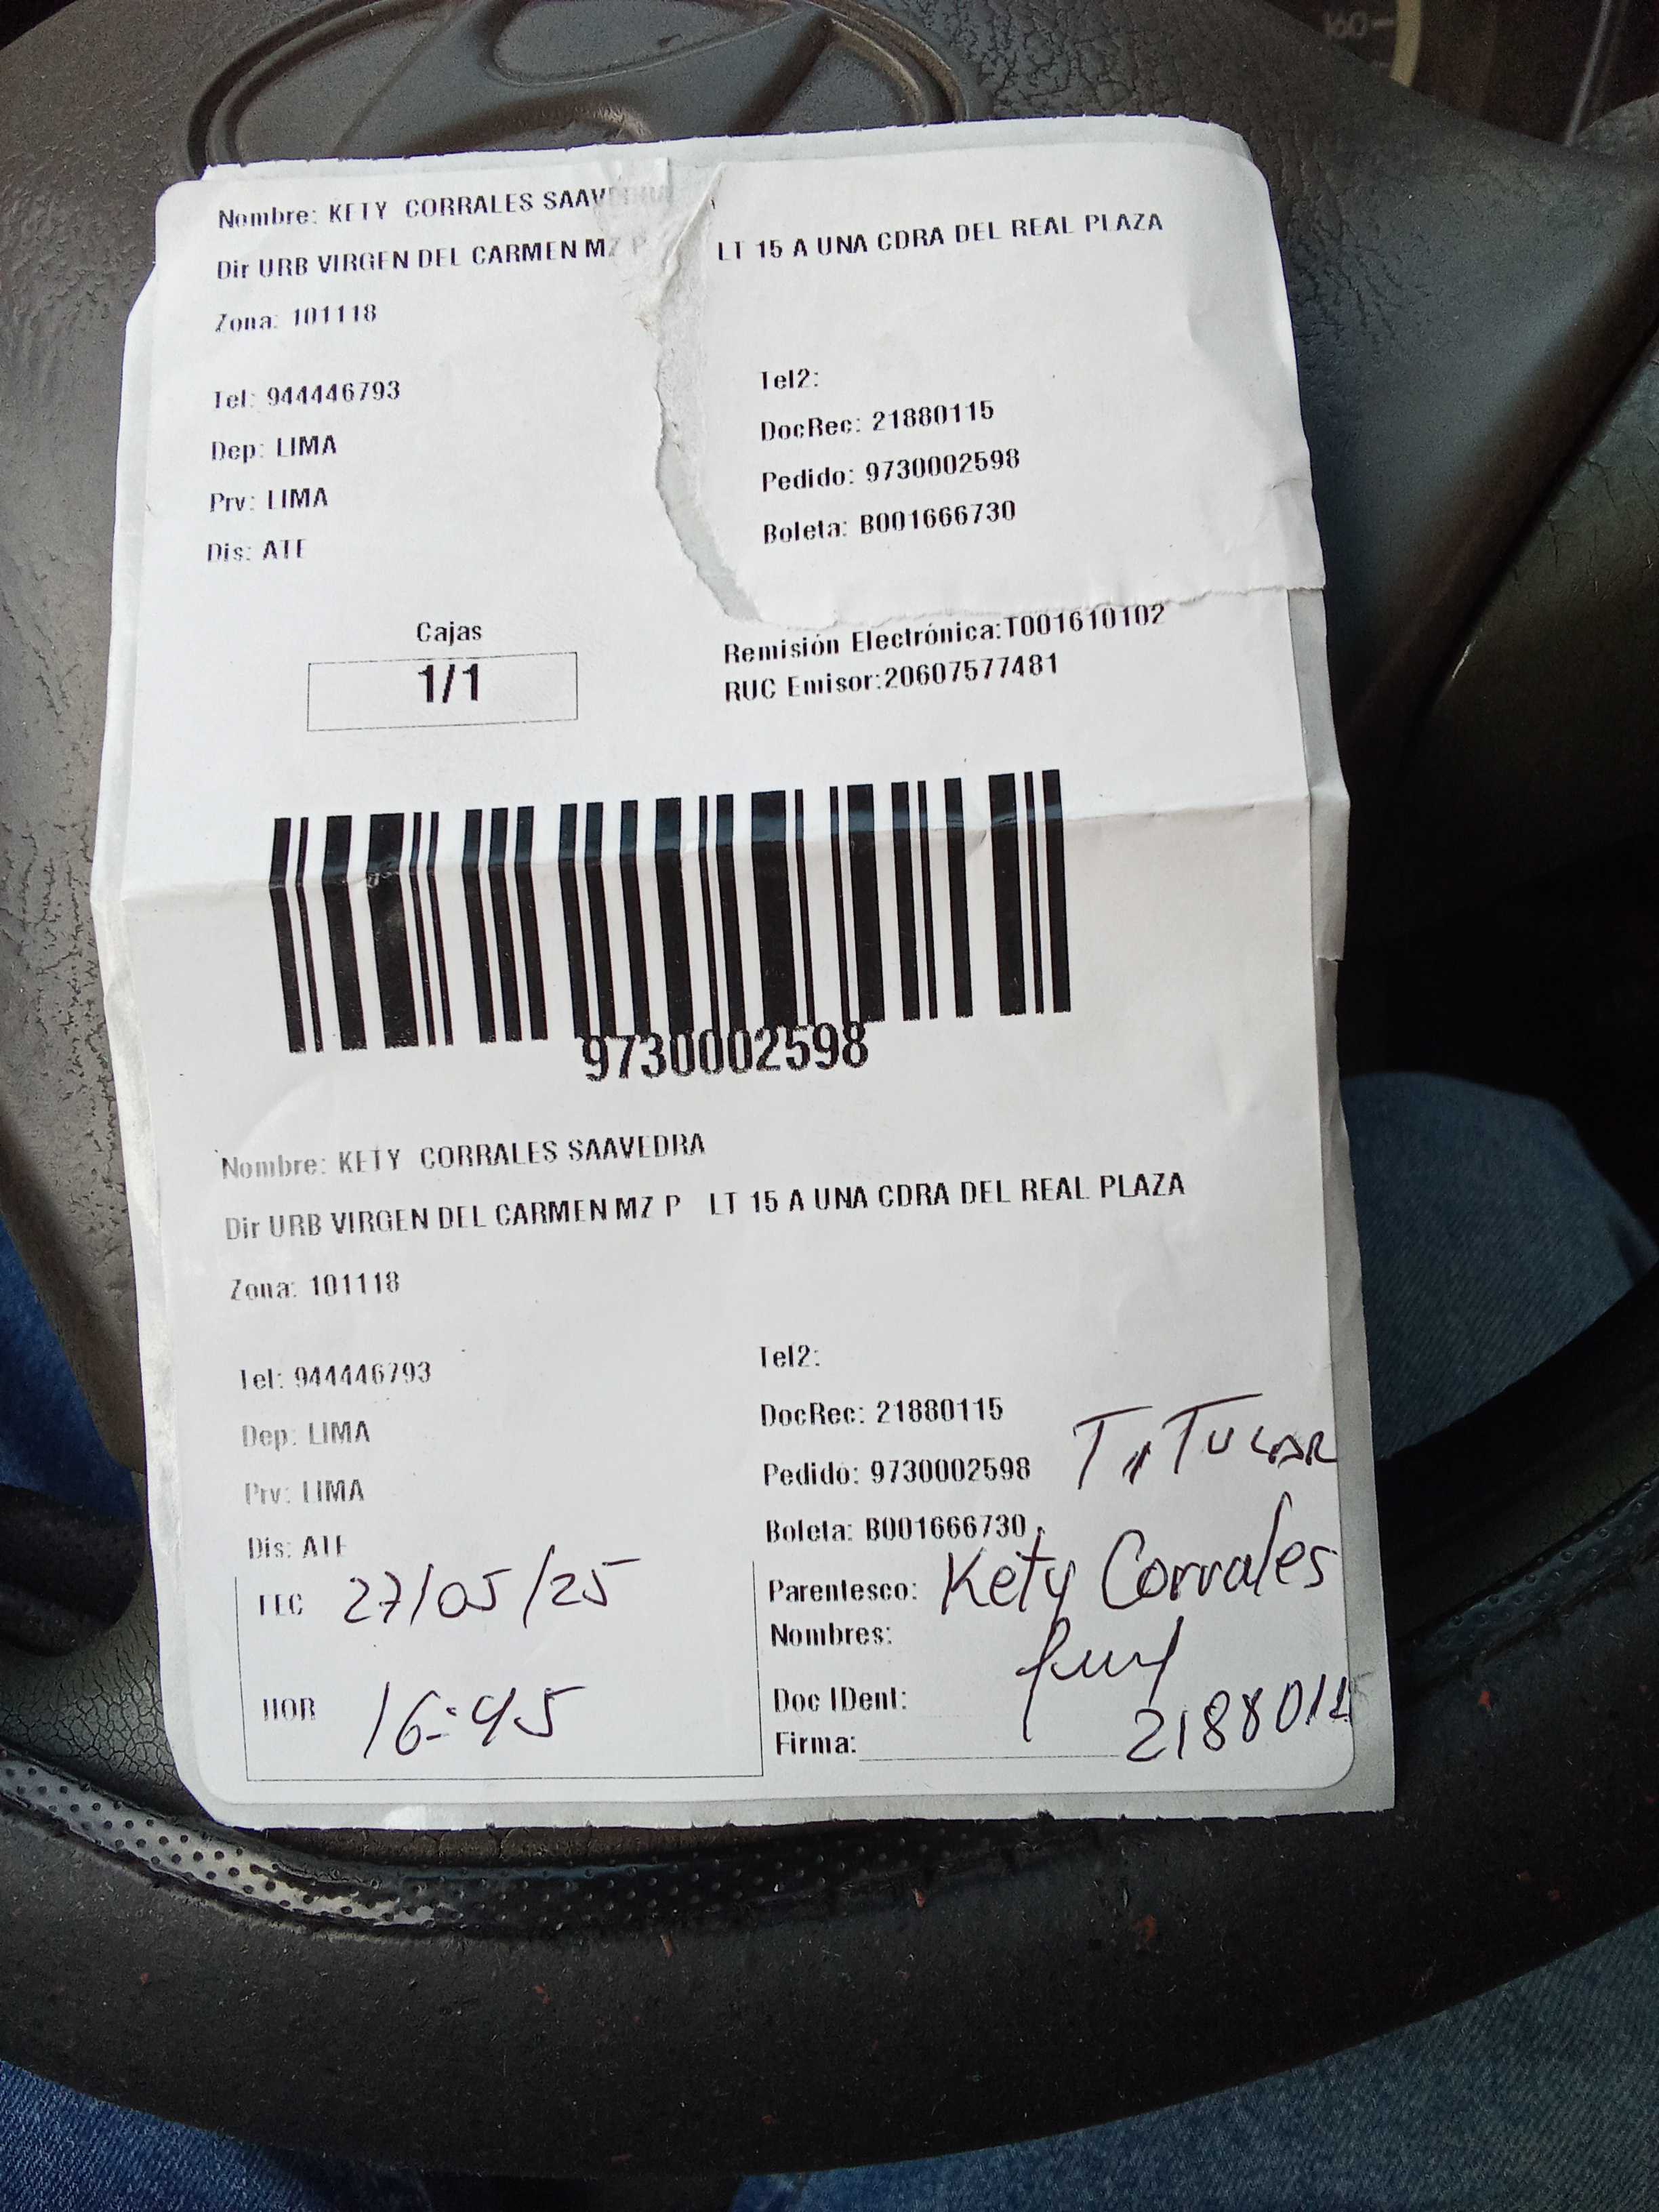 160
Nombre: KETY CORRALES SAAVEDRA
Dir URB VIRGEN DEL CARMEN MZ P LT 15 A UNA CDRA DEL REAL PLAZA
Zona: 101118
Tel: 944446793
Dep: LIMA
Prv: LIMA
Dis: ATE
Tel2:
DocRec: 21880115
Pedido: 9730002598
Boleta: B001666730
Cajas
1/1
Remisión Electrónica:T001610102
RUC Emisor:20607577481
9730002598
Nombre: KETY CORRALES SAAVEDRA
Dir URB VIRGEN DEL CARMEN MZ P LT 15 A UNA CDRA DEL REAL PLAZA
Zona: 101118
Tel: 944446793
Dep: LIMA
Prv: LIMA
Dis: ATE
Tel2:
DocRec: 21880115
Pedido: 9730002598
Boleta: B001666730
TiTULAR
FEC 27/05/25
HOR 16:45
Parentesco: Kety Corrales
Nombres:
Doc IDent:
Firma: